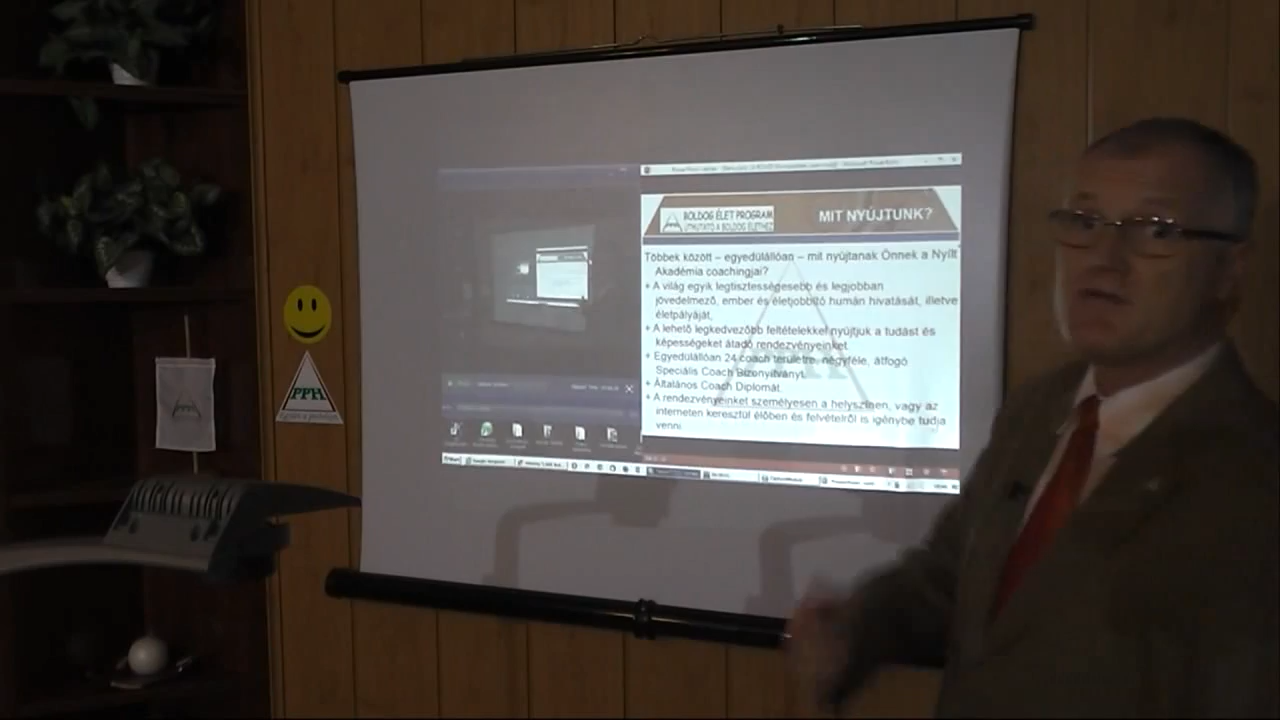 BOLDOG ÉLET PROGRAM
ÚTMUTATÓ A BOLDOG ÉLETHEZ
MIT NYÚJTUNK?
Többek között – egyedülállóan – mit nyújtanak Önnek a Nyílt
Akadémia coachingjai?
+ A világ egyik legtisztességesebb és legjobban
jövedelmező, ember és életjobbító humán hivatását, illetve
életpályáját,
+ A lehető legkedvezőbb feltételekkel nyújtjuk a tudást és
képességeket átadó rendezvényeinket.
+ Egyedülállóan 24 coach területre, négyféle, átfogó
Speciális Coach Bizonyítványt.
+ Általános Coach Diplomát.
+ A rendezvényeinket személyesen a helyszínen, vagy az
interneten keresztül élőben és felvételről is igénybe tudja
venni.
PPH